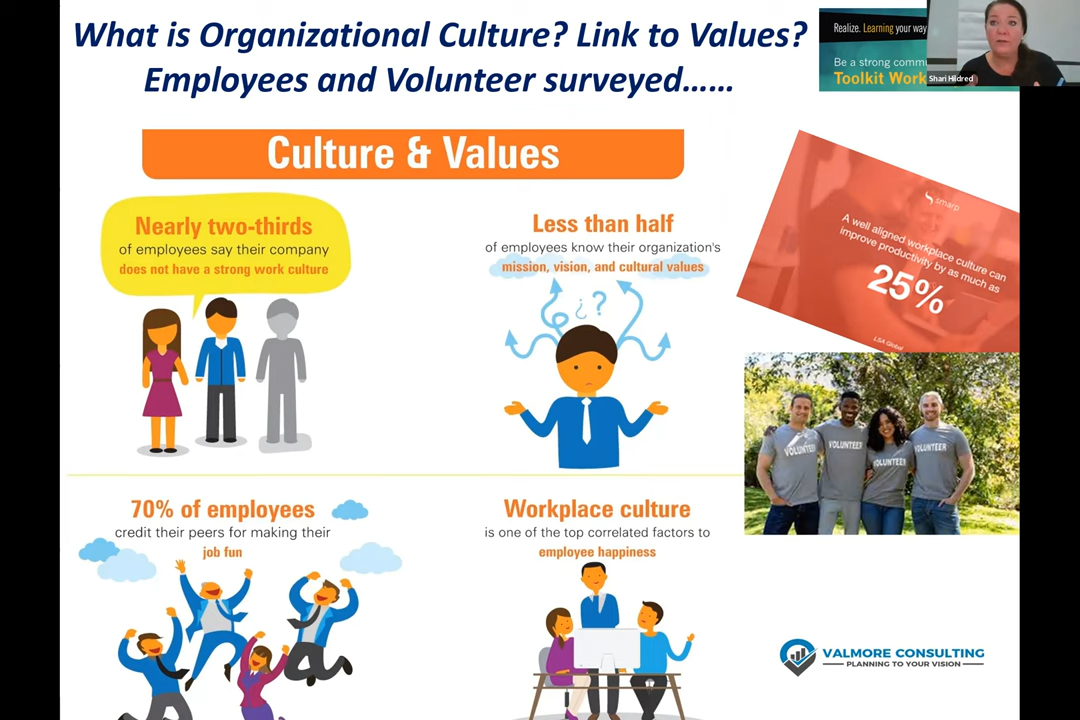 What is Organizational Culture? Link to Values?
Employees and Volunteer surveyed......
Realize. Learning your way
Be a strong commu
Toolkit Work
Shari Hildred
Culture & Values
Nearly two-thirds
of employees say their company
does not have a strong work culture
Less than half
of employees know their organization's
mission, vision, and cultural values
¿?
smarp
A well aligned workplace culture can
improve productivity by as much as
25%
LSA Global
VOLUNTEER
VOLUNTEER
VOLUNTEER
VOLUNTEER
70% of employees
credit their peers for making their
job fun
Workplace culture
is one of the top correlated factors to
employee happiness
VALMORE CONSULTING
PLANNING TO YOUR VISION